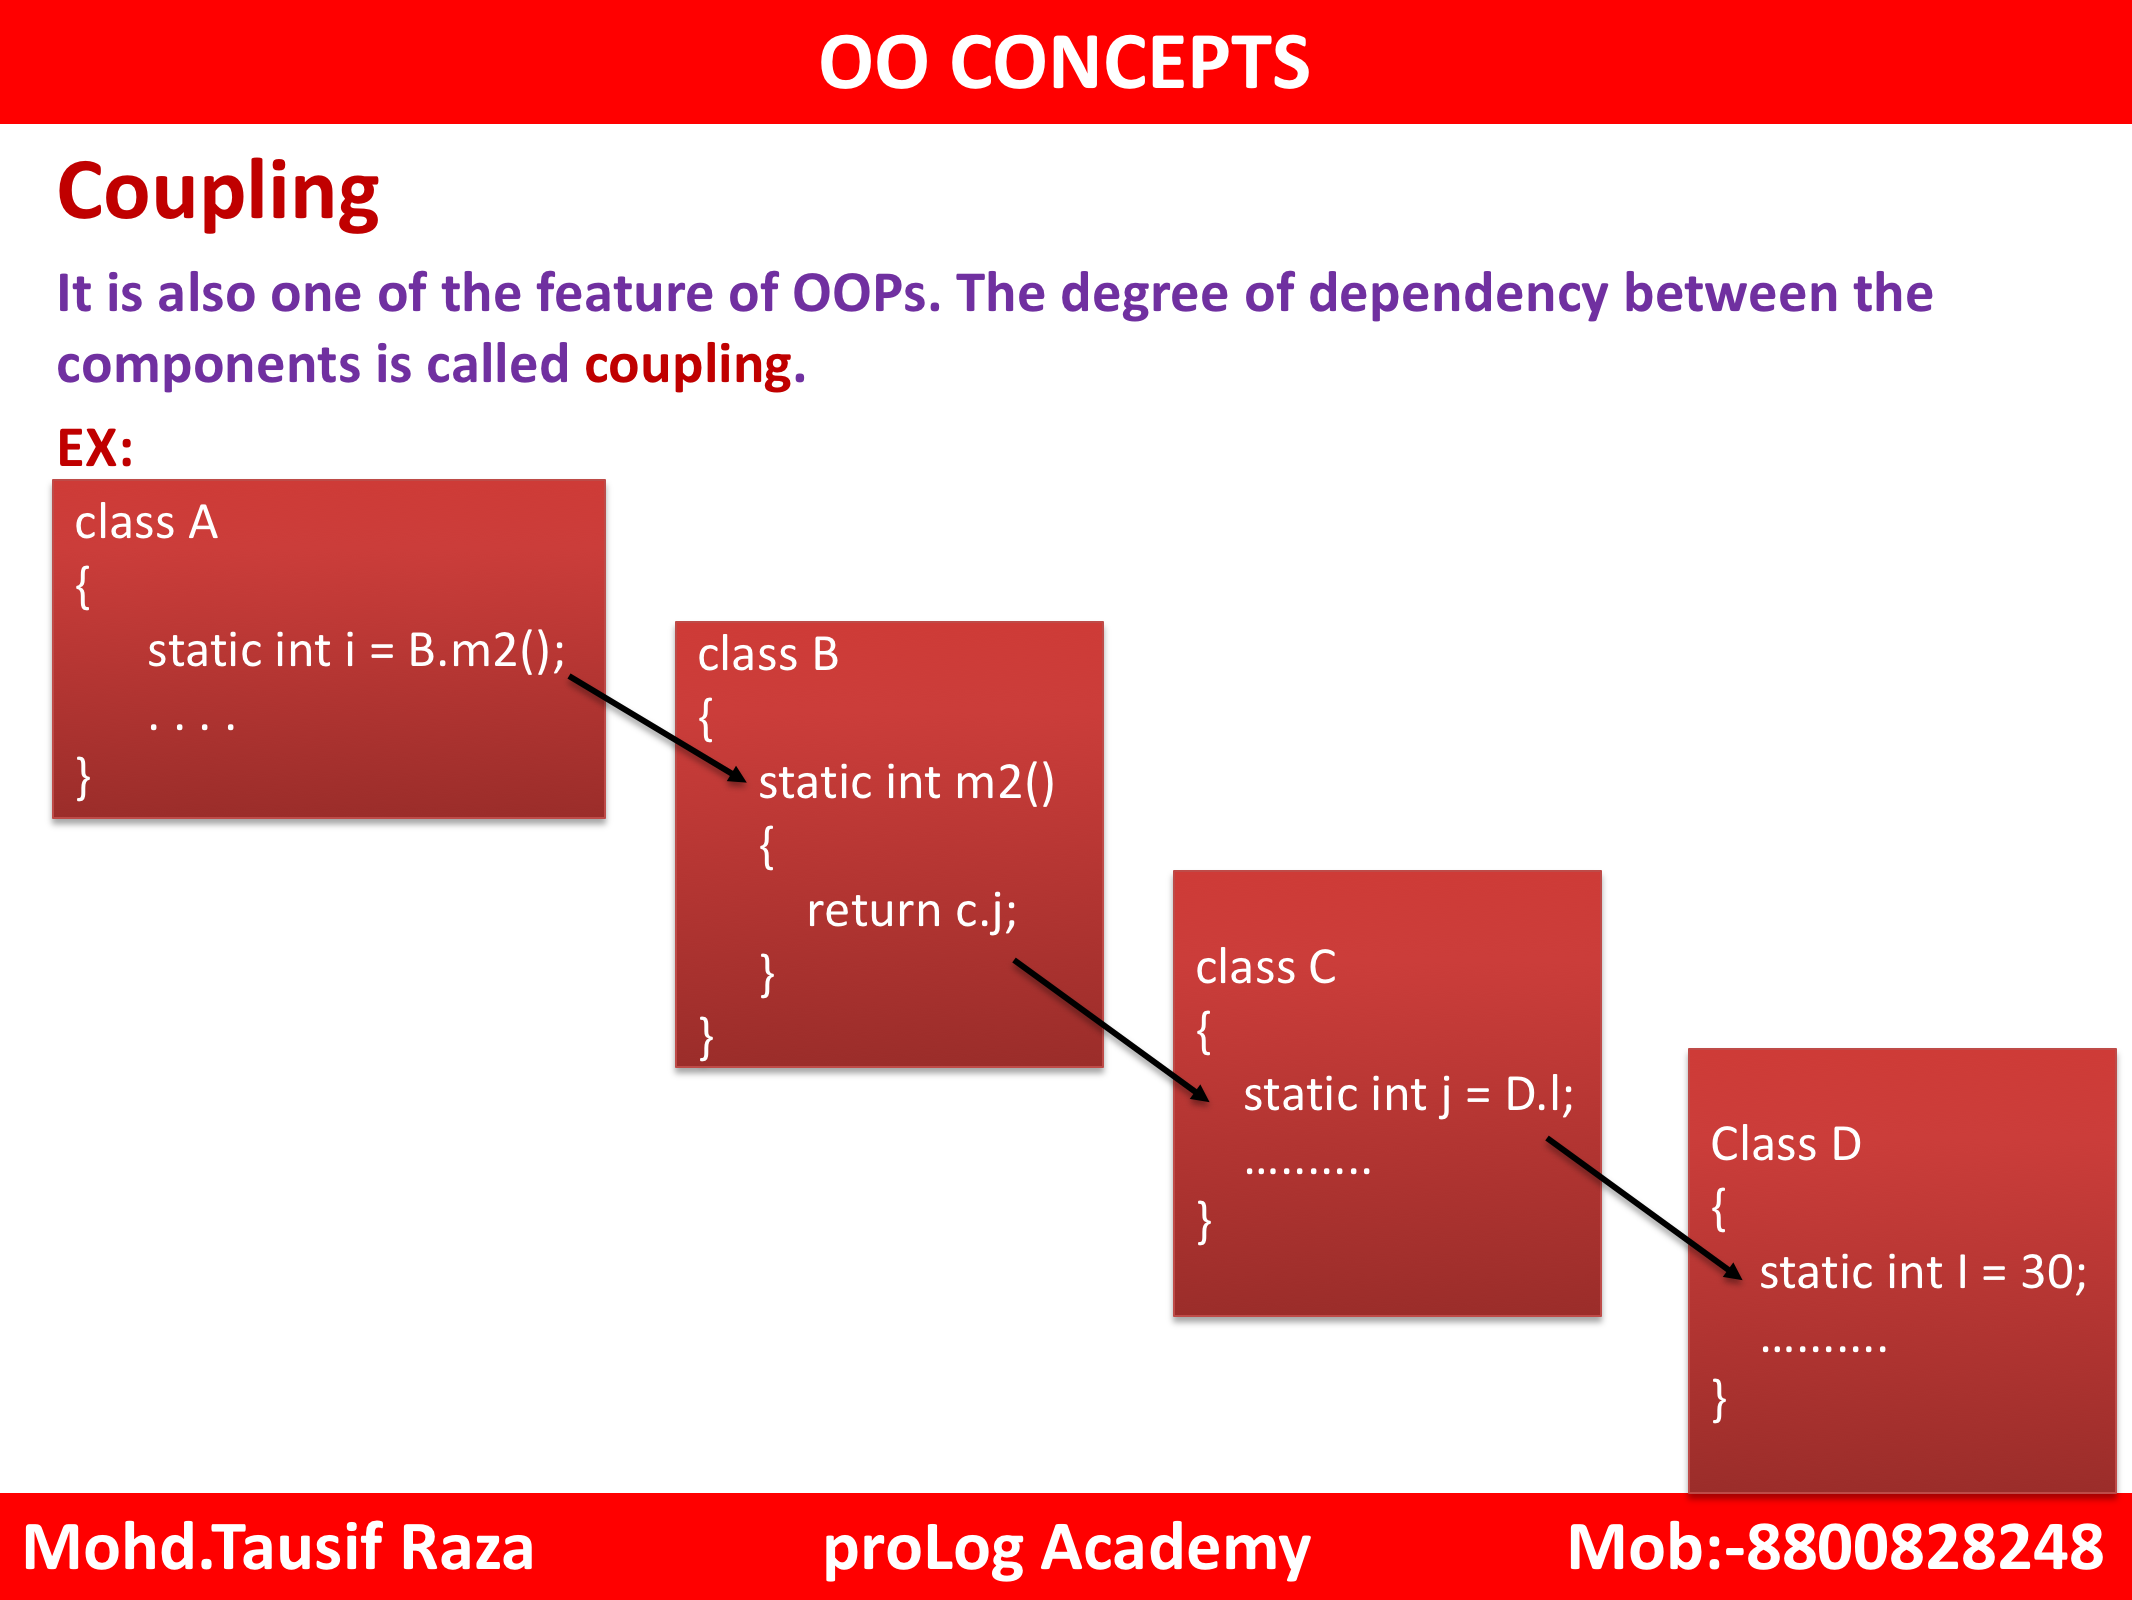 OO CONCEPTS
Coupling
It is also one of the feature of OOPs. The degree of dependency between the
components is called coupling.
EX:
class A
{
static int i = B.m2();
. . . .
}
class B
{
static int m2()
{
return c.j;
}
}
class C
{
static int j = D.l;
……….
}
Class D
{
static int I = 30;
……….
}
Mohd.Tausif Raza
proLog Academy
Mob:-8800828248